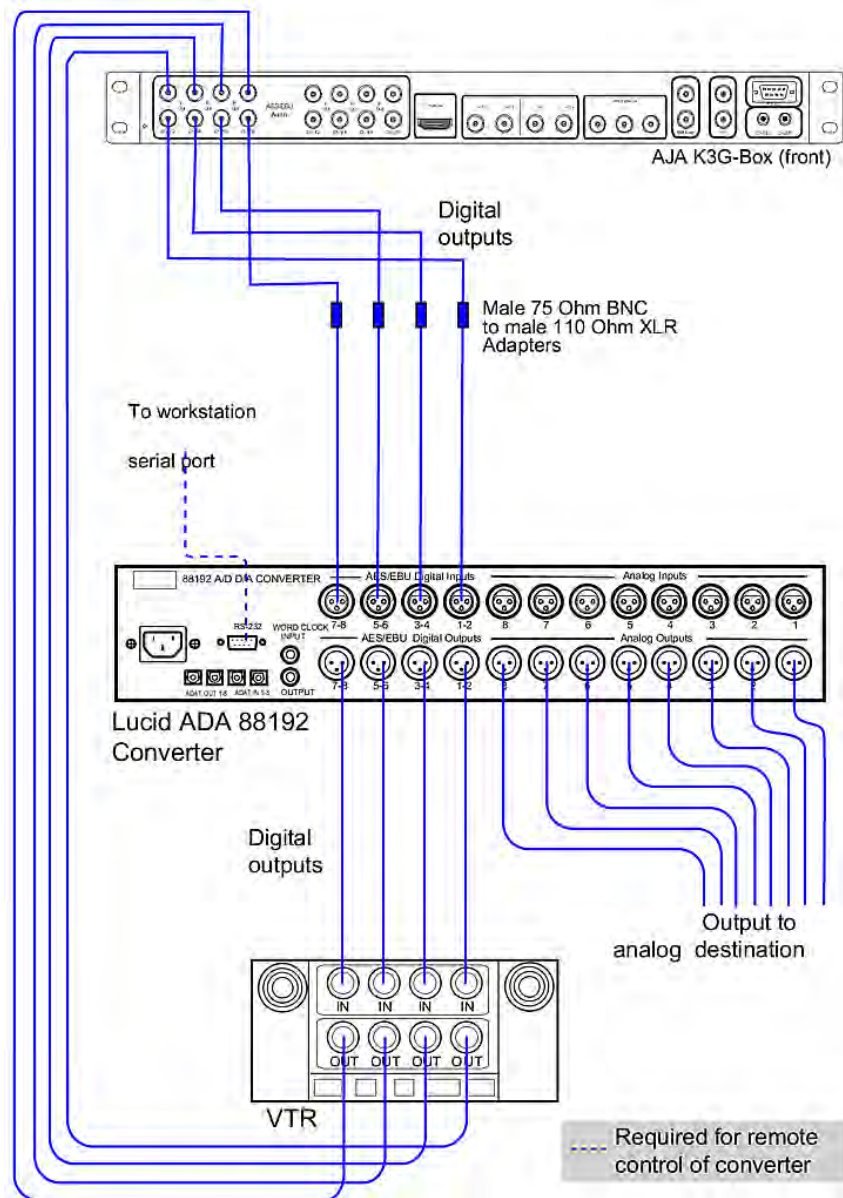 AES/EBU
Audio
AJA K3G-Box (front)
Digital
outputs
Male 75 Ohm BNC
to male 110 Ohm XLR
Adapters
To workstation
serial port
88192 A/D D/A CONVERTER
AES/EBU Digital Inputs
Analog Inputs
7-8 5-6 3-4 1-2 8 7 6 5 4 3 2 1
RS-232
WORD CLOCK
INPUT
AES/EBU Digital Outputs
Analog Outputs
7-8 5-6 3-4 1-2
ADAT OUT 1-8 ADAT IN 1-8
OUTPUT
Lucid ADA 88192
Converter
Digital
outputs
Output to
analog destination
IN IN IN IN
OUT OUT OUT OUT
VTR
Required for remote
control of converter